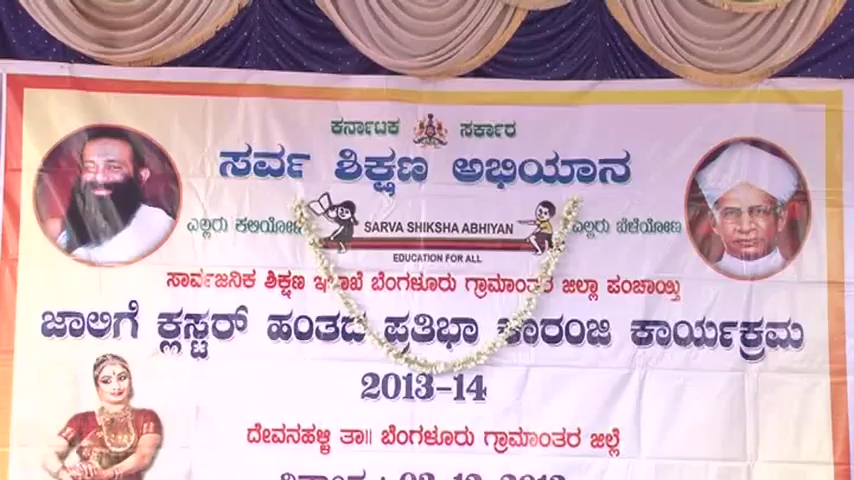 ಕರ್ನಾಟಕ ಸರ್ಕಾರ
ಸರ್ವ ಶಿಕ್ಷಣ ಅಭಿಯಾನ
ಎಲ್ಲರು ಕಲಿಯೋಣ SARVA SHIKSHA ABHIYAN ಎಲ್ಲರು ಬೆಳೆಯೋಣ
EDUCATION FOR ALL
ಸಾರ್ವಜನಿಕ ಶಿಕ್ಷಣ ಇಲಾಖೆ ಬೆಂಗಳೂರು ಗ್ರಾಮಾಂತರ ಜಿಲ್ಲಾ ಪಂಚಾಯ್ತಿ
ಜಾಲಿಗೆ ಕ್ಲಸ್ಟರ್ ಹಂತದ ಪ್ರತಿಭಾ ಕಾರಂಜಿ ಕಾರ್ಯಕ್ರಮ
2013-14
ದೇವನಹಳ್ಳಿ ತಾ॥ ಬೆಂಗಳೂರು ಗ್ರಾಮಾಂತರ ಜಿಲ್ಲೆ